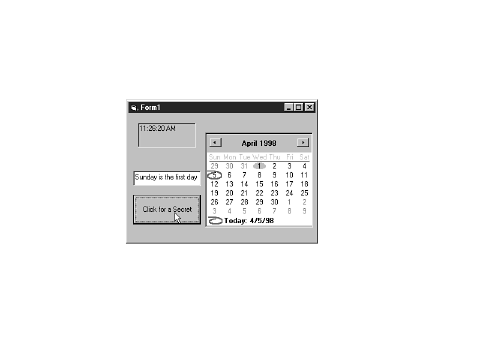 Form1
11:26:20 AM
Sunday is the first day
Click for a Secret
April 1998
Sun Mon Tue Wed Thu Fri Sat
29 30 31 1 2 3 4
5 6 7 8 9 10 11
12 13 14 15 16 17 18
19 20 21 22 23 24 25
26 27 28 29 30 1 2
3 4 5 6 7 8 9
Today: 4/5/98